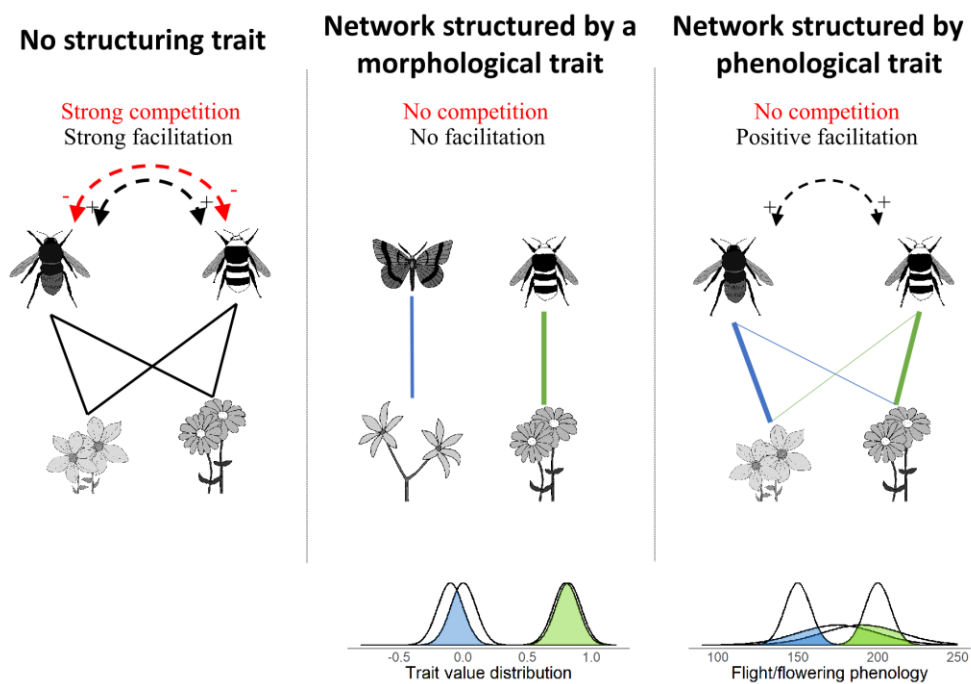 No structuring trait
Network structured by a
morphological trait
Network structured by
phenological trait
Strong competition
Strong facilitation
No competition
No facilitation
No competition
Positive facilitation
- + + -
+ +
-0.5 0.0 0.5 1.0
Trait value distribution
100 150 200 250
Flight/flowering phenology